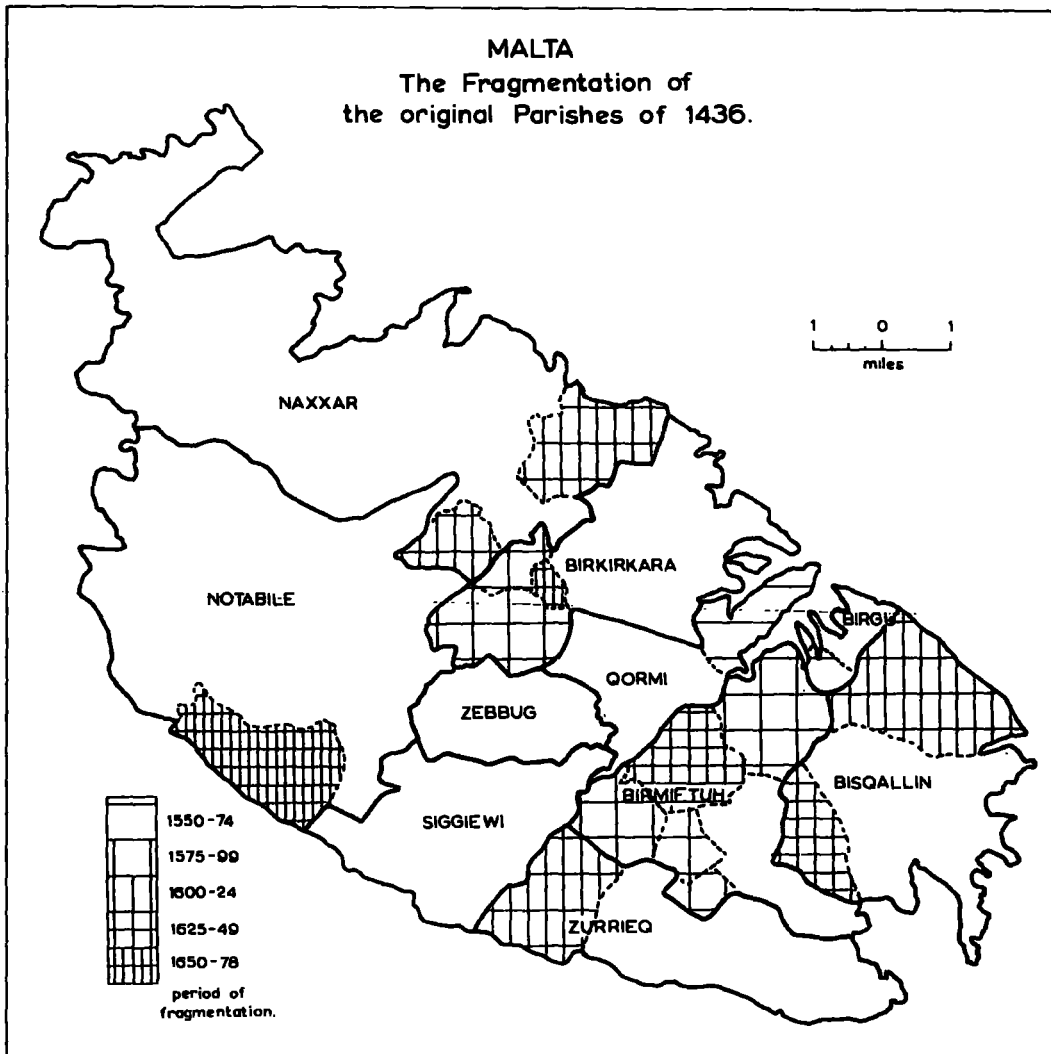 MALTA
The Fragmentation of
the original Parishes of 1436.
1 0 1
miles
NAXXAR
BIRKIRKARA
NOTABILE
BIRGU
QORMI
ZEBBUG
BISQALLIN
BIRMIFTUH
SIGGIEWI
ZURRIEQ
1550-74
1575-99
1600-24
1625-49
1650-78
period of
fragmentation.